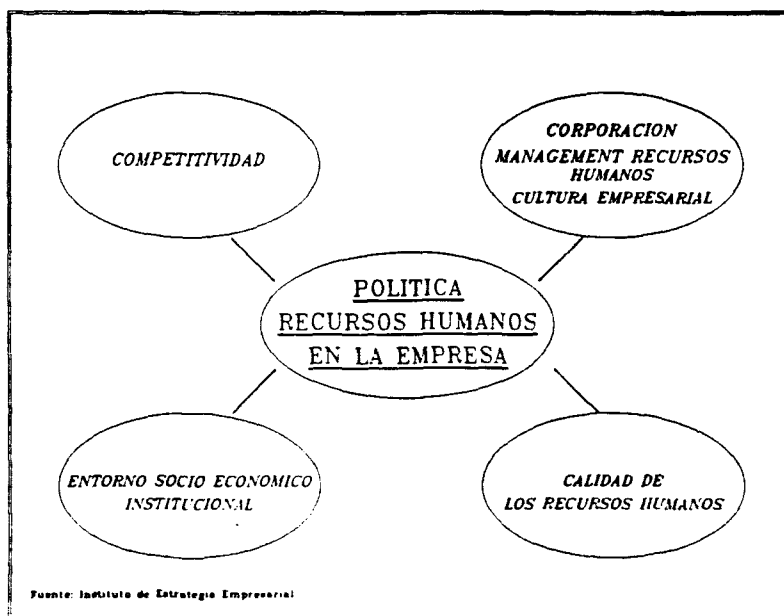 COMPETITIVIDAD
CORPORACION
MANAGEMENT RECURSOS
HUMANOS
CULTURA EMPRESARIAL
POLITICA
RECURSOS HUMANOS
EN LA EMPRESA
ENTORNO SOCIO ECONOMICO
INSTITUCIONAL
CALIDAD DE
LOS RECURSOS HUMANOS
Fuente: Instituto de Estrategia Empresarial